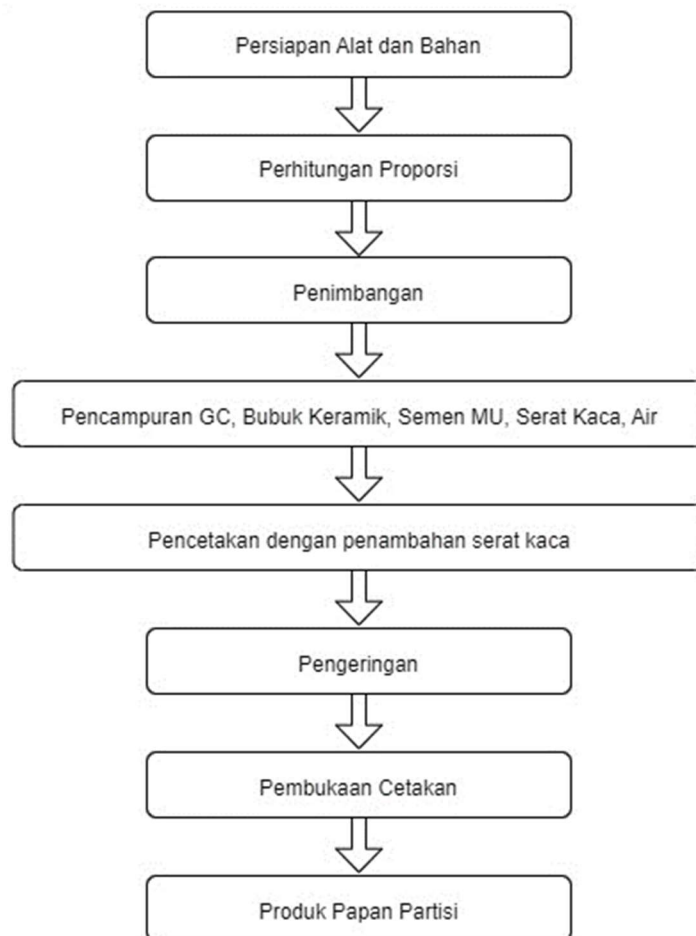 Persiapan Alat dan Bahan
Perhitungan Proporsi
Penimbangan
Pencampuran GC, Bubuk Keramik, Semen MU, Serat Kaca, Air
Pencetakan dengan penambahan serat kaca
Pengeringan
Pembukaan Cetakan
Produk Papan Partisi